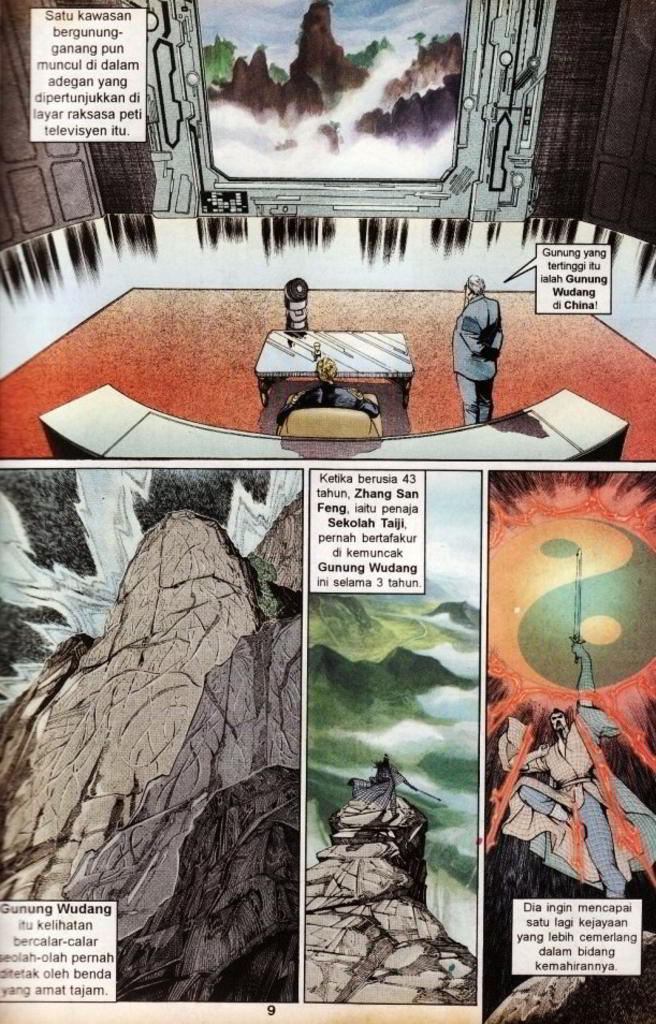 Satu kawasan
bergunung-
ganang pun
muncul di dalam
adegan yang
dipertunjukkan di
layar raksasa peti
televisyen itu.
Gunung yang
tertinggi itu
ialah Gunung
Wudang
di China!
Ketika berusia 43
tahun, Zhang San
Feng, iaitu penaja
Sekolah Taiji,
pernah bertafakur
di kemuncak
Gunung Wudang
ini selama 3 tahun.
Gunung Wudang
itu kelihatan
bercalar-calar
seolah-olah pernah
ditetak oleh benda
yang amat tajam.
Dia ingin mencapai
satu lagi kejayaan
yang lebih cemerlang
dalam bidang
kemahirannya.
9